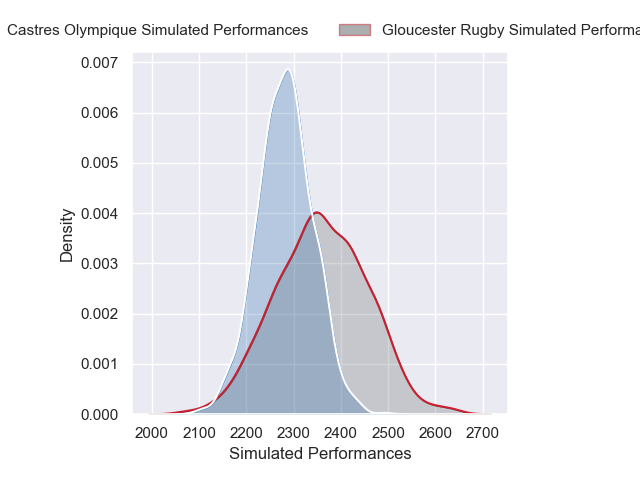 Castres Olympique Simulated Performances Gloucester Rugby Simulated Performa
0.007
0.006
0.005
0.004
0.003
0.002
0.001
0.000
Density
2000 2100 2200 2300 2400 2500 2600 2700
Simulated Performances